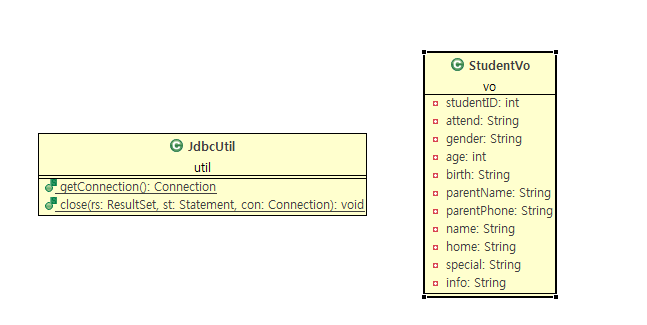 JdbcUtil
util
getConnection(): Connection
close(rs: ResultSet, st: Statement, con: Connection): void
StudentVo
vo
studentID: int
attend: String
gender: String
age: int
birth: String
parentName: String
parentPhone: String
name: String
home: String
special: String
info: String